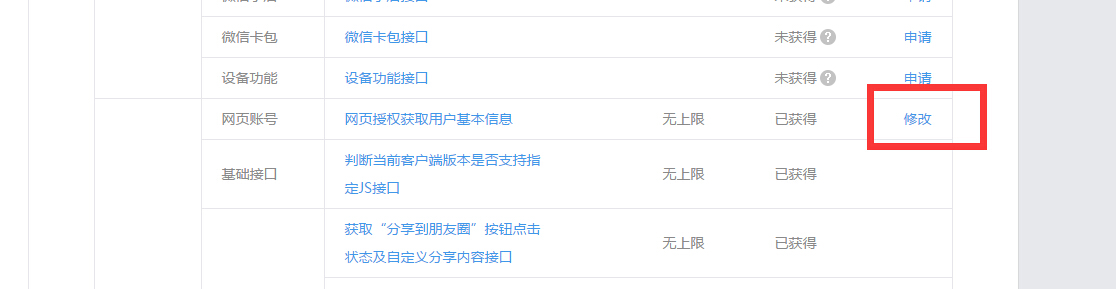 微信卡包 微信卡包接口 未获得 ? 申请
设备功能 设备功能接口 未获得 ? 申请
网页账号 网页授权获取用户基本信息 无上限 已获得 修改
判断当前客户端版本是否支持指
基础接口 定JS接口 无上限 已获得
获取“分享到朋友圈”按钮点击
状态及自定义分享内容接口 无上限 已获得